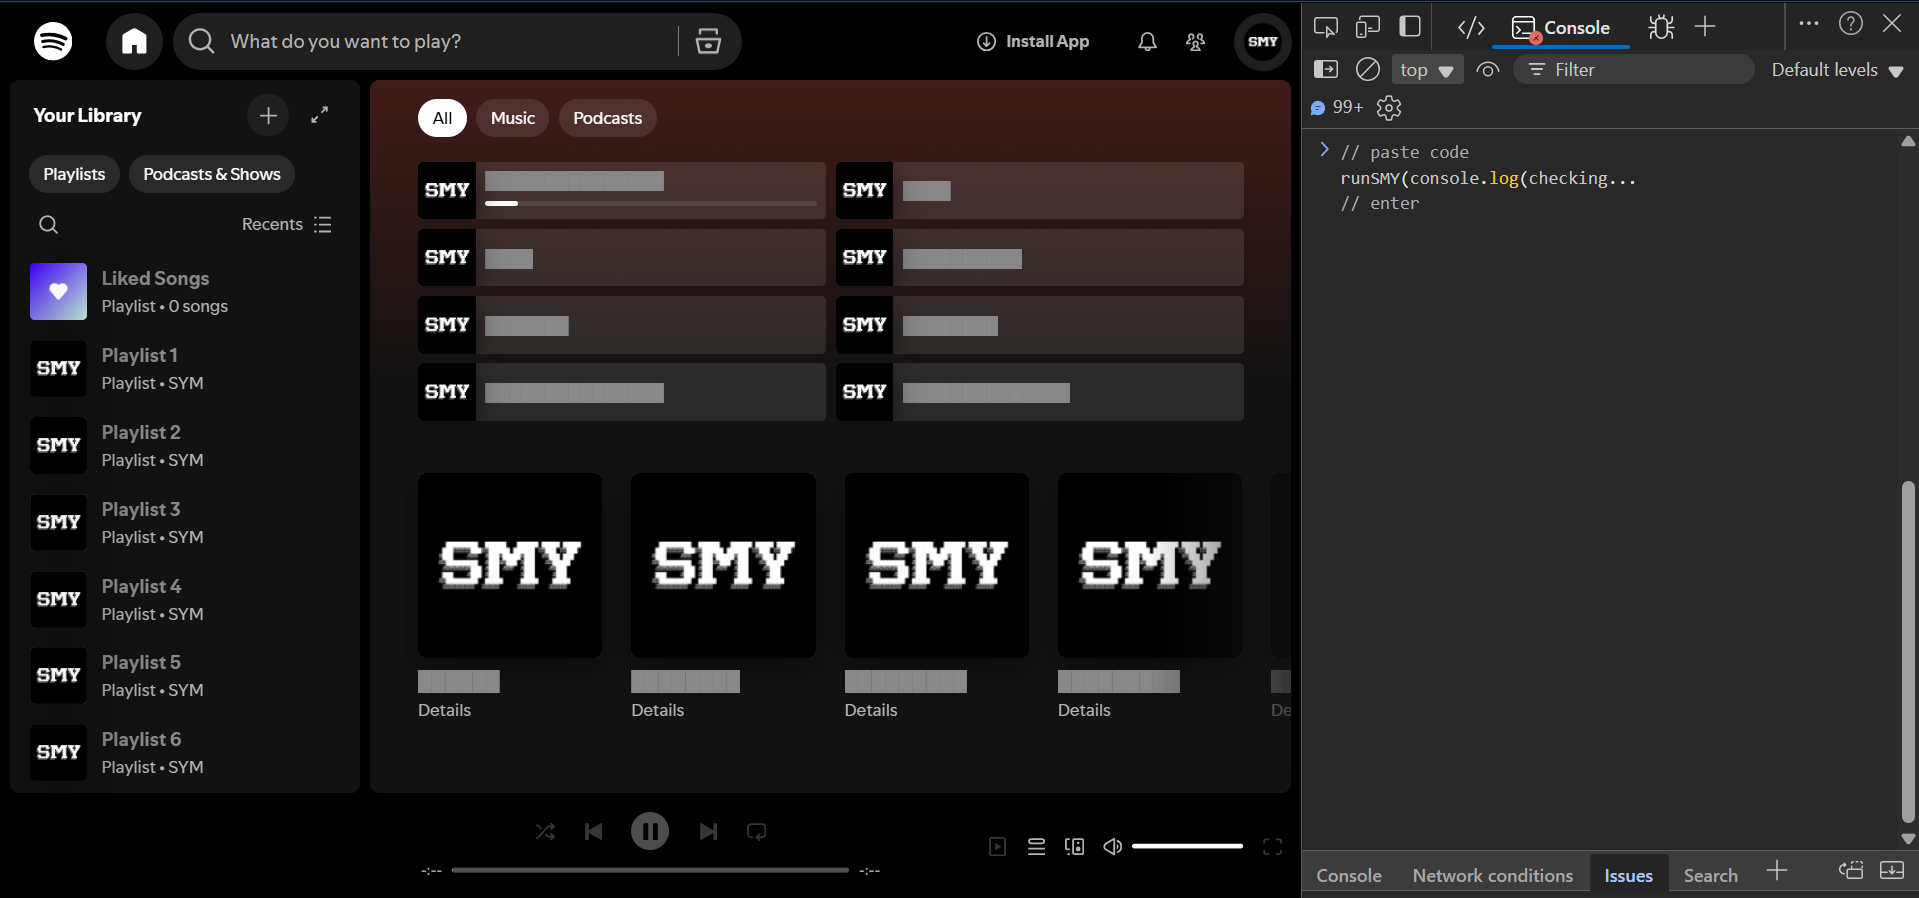 What do you want to play?
Install App
SMY
Your Library
Playlists
Podcasts & Shows
Recents
Liked Songs
Playlist • 0 songs
SMY
Playlist 1
Playlist • SYM
SMY
Playlist 2
Playlist • SYM
SMY
Playlist 3
Playlist • SYM
SMY
Playlist 4
Playlist • SYM
SMY
Playlist 5
Playlist • SYM
SMY
Playlist 6
Playlist • SYM
All
Music
Podcasts
SMY
SMY
SMY
SMY
SMY
SMY
SMY
SMY
SMY
SMY
SMY
SMY
Details
Details
Details
Details
De
-:--
-:--
Console
top
Filter
Default levels
99+
// paste code
runSMY(console.log(checking...
// enter
Console
Network conditions
Issues
Search